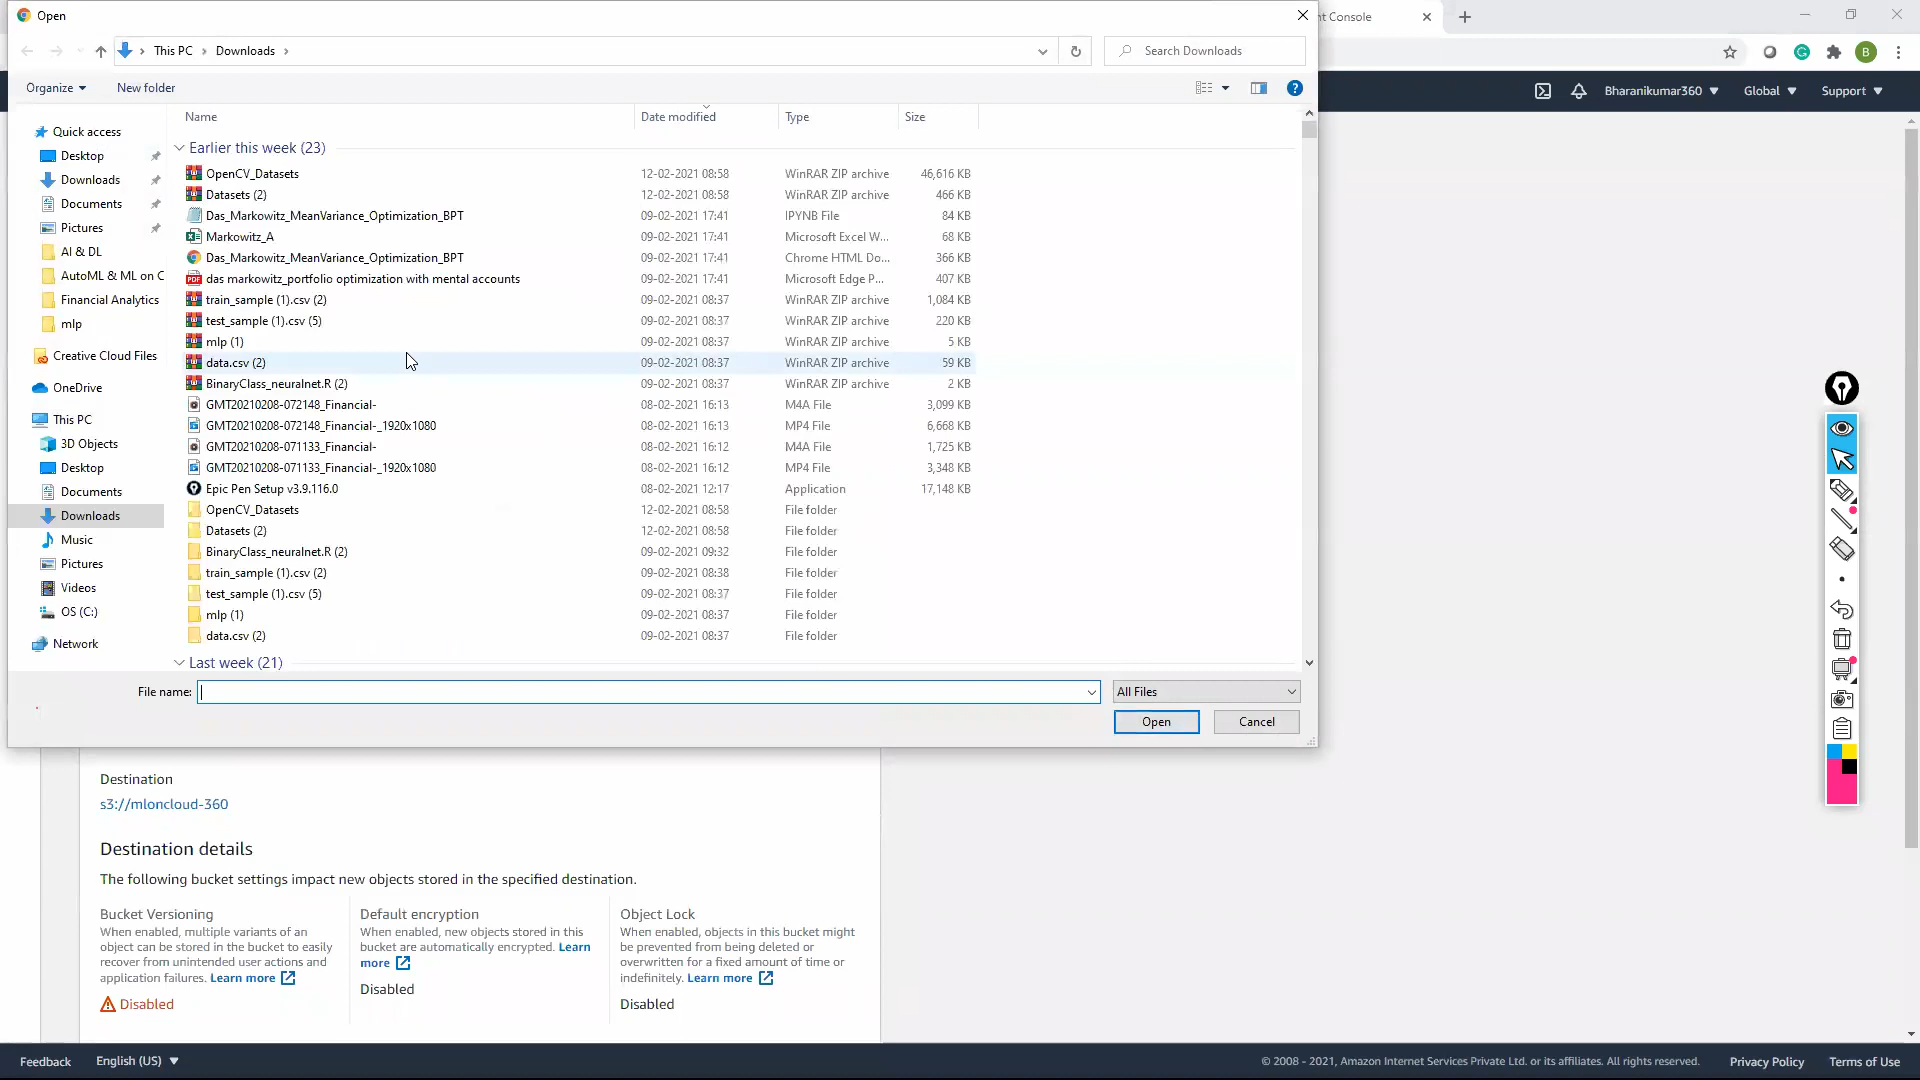 Open
nt Console
This PC
Downloads
Search Downloads
Organize
New folder
B
Bharanikumar360
Global
Support
Name
Date modified
Type
Size
Quick access
Desktop
Downloads
Documents
Pictures
AI & DL
AutoML & ML on C
Financial Analytics
mlp
Creative Cloud Files
OneDrive
This PC
3D Objects
Desktop
Documents
Downloads
Music
Pictures
Videos
OS (C:)
Network
Earlier this week (23)
OpenCV_Datasets 12-02-2021 08:58 WinRAR ZIP archive 46,616 KB
Datasets (2) 12-02-2021 08:58 WinRAR ZIP archive 466 KB
Das_Markowitz_MeanVariance_Optimization_BPT 09-02-2021 17:41 IPYNB File 84 KB
Markowitz_A 09-02-2021 17:41 Microsoft Excel W... 68 KB
Das_Markowitz_MeanVariance_Optimization_BPT 09-02-2021 17:41 Chrome HTML Do... 366 KB
das markowitz_portfolio optimization with mental accounts 09-02-2021 17:41 Microsoft Edge P... 407 KB
train_sample (1).csv (2) 09-02-2021 08:37 WinRAR ZIP archive 1,084 KB
test_sample (1).csv (5) 09-02-2021 08:37 WinRAR ZIP archive 220 KB
mlp (1) 09-02-2021 08:37 WinRAR ZIP archive 5 KB
data.csv (2) 09-02-2021 08:37 WinRAR ZIP archive 59 KB
BinaryClass_neuralnet.R (2) 09-02-2021 08:37 WinRAR ZIP archive 2 KB
GMT20210208-072148_Financial- 08-02-2021 16:13 M4A File 3,099 KB
GMT20210208-072148_Financial-_1920x1080 08-02-2021 16:13 MP4 File 6,668 KB
GMT20210208-071133_Financial- 08-02-2021 16:12 M4A File 1,725 KB
GMT20210208-071133_Financial-_1920x1080 08-02-2021 16:12 MP4 File 3,348 KB
Epic Pen Setup v3.9.116.0 08-02-2021 12:17 Application 17,148 KB
OpenCV_Datasets 12-02-2021 08:58 File folder
Datasets (2) 12-02-2021 08:58 File folder
BinaryClass_neuralnet.R (2) 09-02-2021 09:32 File folder
train_sample (1).csv (2) 09-02-2021 08:38 File folder
test_sample (1).csv (5) 09-02-2021 08:37 File folder
mlp (1) 09-02-2021 08:37 File folder
data.csv (2) 09-02-2021 08:37 File folder
Last week (21)
File name:
All Files
Open
Cancel
Destination
s3://mloncloud-360
Destination details
The following bucket settings impact new objects stored in the specified destination.
Bucket Versioning
When enabled, multiple variants of an
object can be stored in the bucket to easily
recover from unintended user actions and
application failures. Learn more
Disabled
Default encryption
When enabled, new objects stored in this
bucket are automatically encrypted. Learn
more
Disabled
Object Lock
When enabled, objects in this bucket might
be prevented from being deleted or
overwritten for a fixed amount of time or
indefinitely. Learn more
Disabled
Feedback
English (US)
© 2008 - 2021, Amazon Internet Services Private Ltd. or its affiliates. All rights reserved.
Privacy Policy
Terms of Use